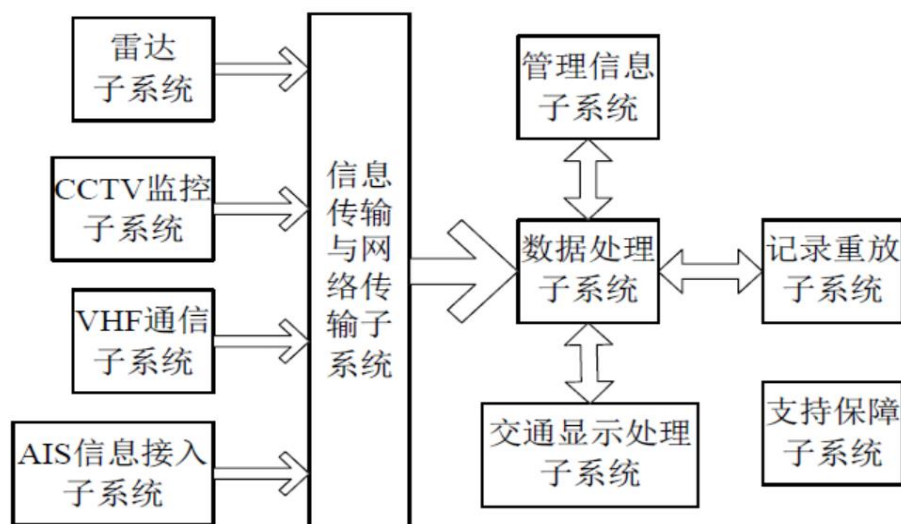 雷达
子系统
CCTV监控
子系统
VHF通信
子系统
AIS信息接入
子系统
信息
传输
与网
络传
输子
系统
管理信息
子系统
数据处理
子系统
交通显示处理
子系统
记录重放
子系统
支持保障
子系统